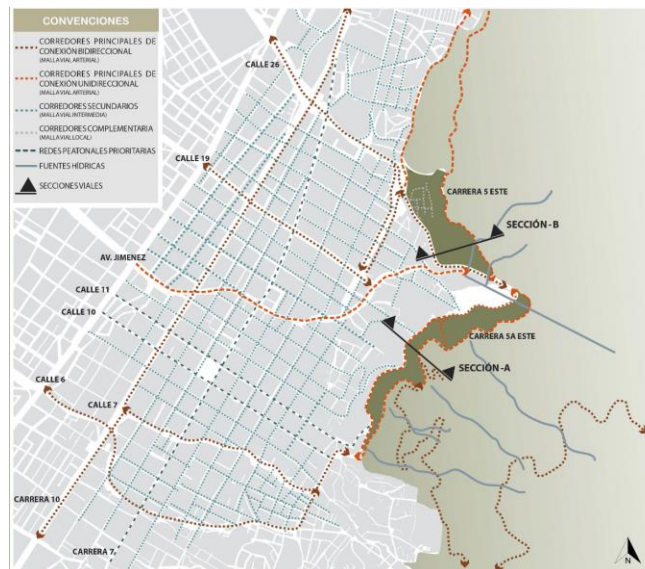 CONVENCIONES
CORREDORES PRINCIPALES DE
CONEXIÓN BIDIRECCIONAL
(MALLA VIAL ARTERIAL)
CORREDORES PRINCIPALES DE
CONEXIÓN UNIDIRECCIONAL
(MALLA VIAL ARTERIAL)
CORREDORES SECUNDARIOS
(MALLA VIAL INTERMEDIA)
CORREDORES COMPLEMENTARIA
(MALLA VIAL LOCAL)
REDES PEATONALES PRIORITARIAS
FUENTES HÍDRICAS
SECCIONES VIALES
CALLE 26
CALLE 19
CARRERA 5 ESTE
SECCIÓN - B
AV. JIMENEZ
CALLE 11
CALLE 10
CARRERA 5A ESTE
SECCIÓN - A
CALLE 6
CALLE 7
CARRERA 10
CARRERA 7
N